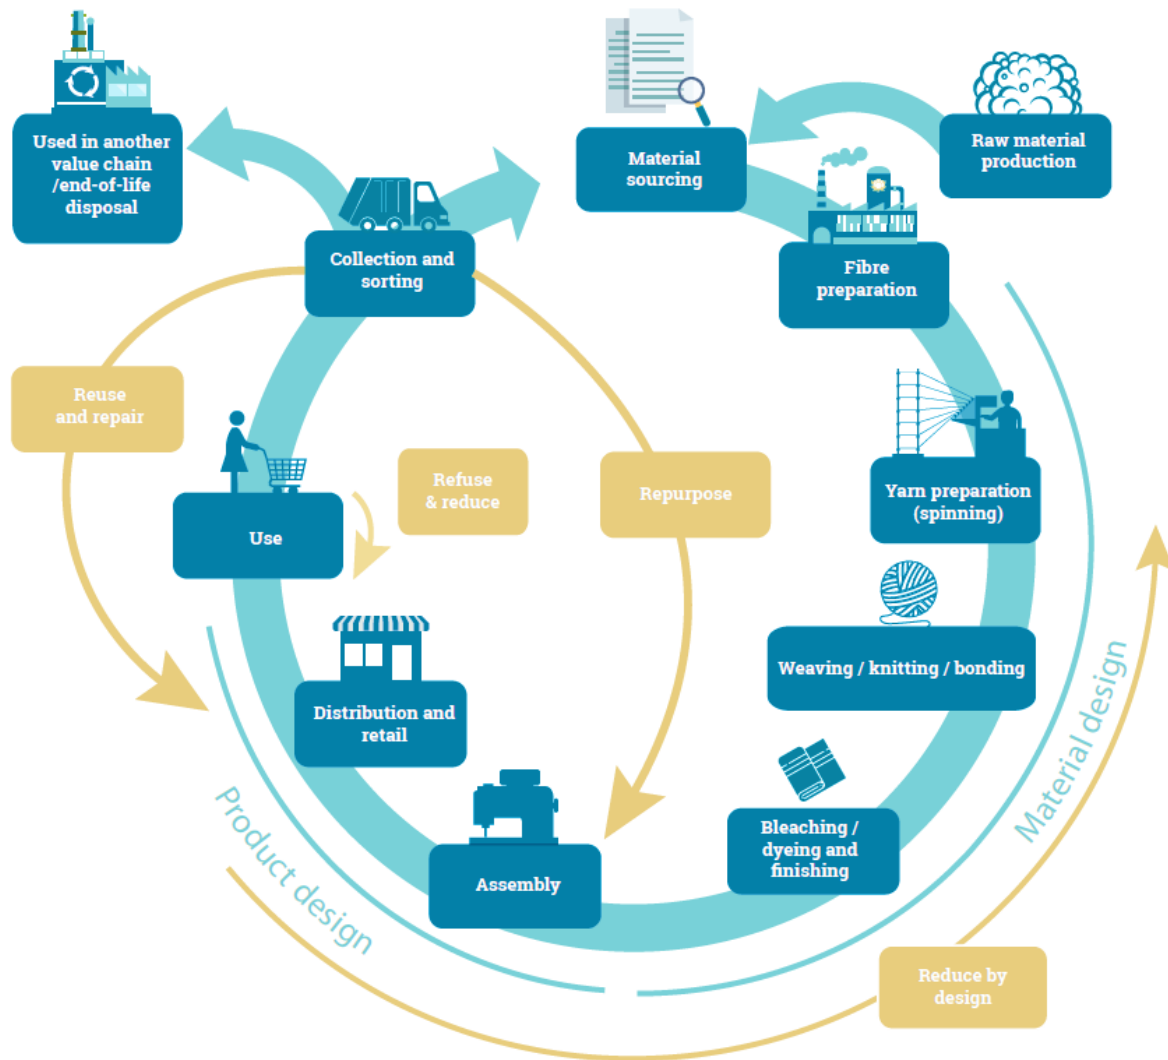 Used in another
value chain
/end-of-life
disposal
Material
sourcing
Raw material
production
Collection and
sorting
Fibre
preparation
Reuse
and repair
Refuse
& reduce
Repurpose
Yarn preparation
(spinning)
Use
Weaving / knitting / bonding
Distribution and
retail
Material design
Product design
Bleaching /
dyeing and
finishing
Assembly
Reduce by
design